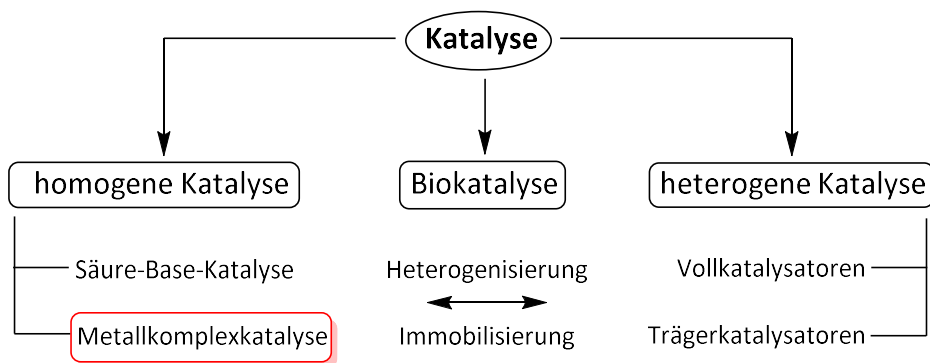 Katalyse
homogene Katalyse
Biokatalyse
heterogene Katalyse
Säure-Base-Katalyse
Heterogenisierung
Vollkatalysatoren
Metallkomplexkatalyse
Immobilisierung
Trägerkatalysatoren